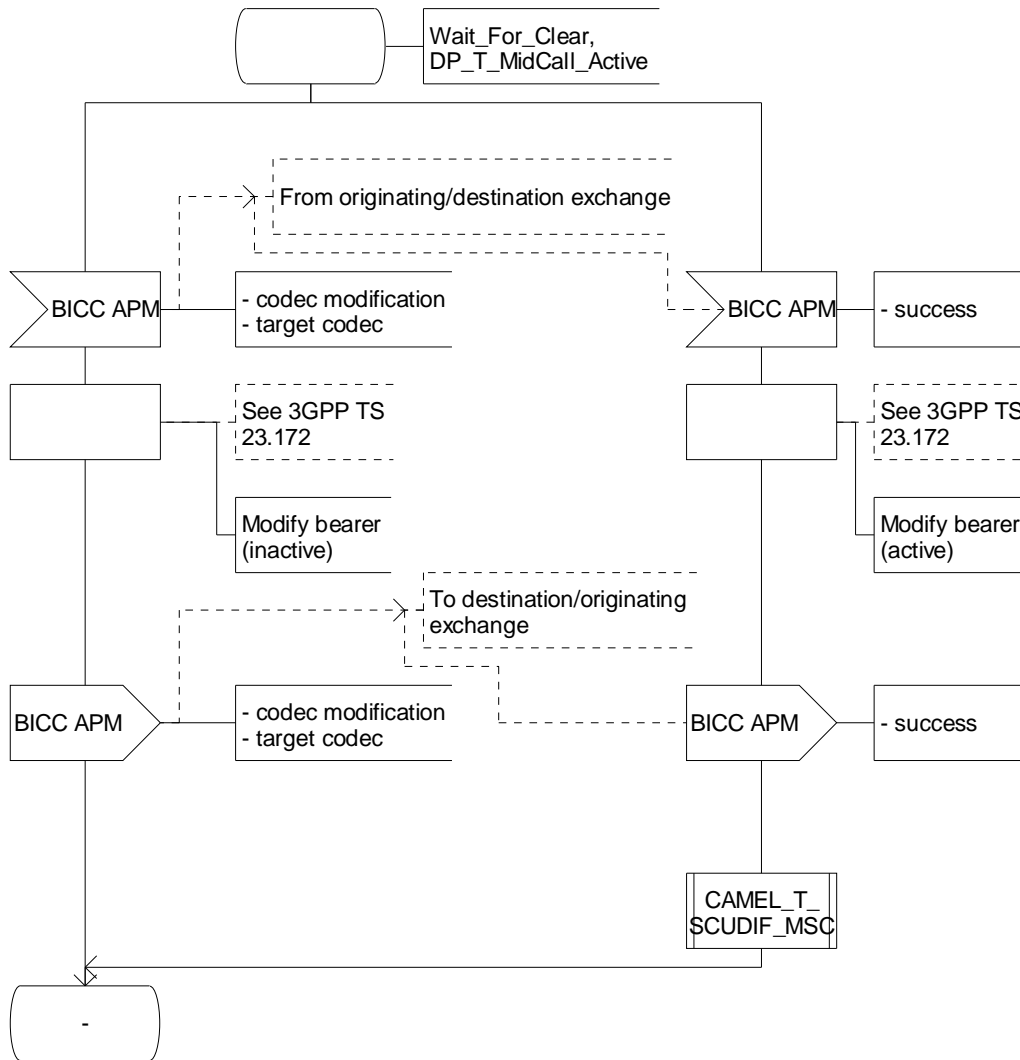 Wait_For_Clear,
DP_T_MidCall_Active
From originating/destination exchange
BICC APM
- codec modification
- target codec
BICC APM
- success
See 3GPP TS
23.172
See 3GPP TS
23.172
Modify bearer
(inactive)
Modify bearer
(active)
To destination/originating
exchange
BICC APM
- codec modification
- target codec
BICC APM
- success
CAMEL_T_
SCUDIF_MSC
-